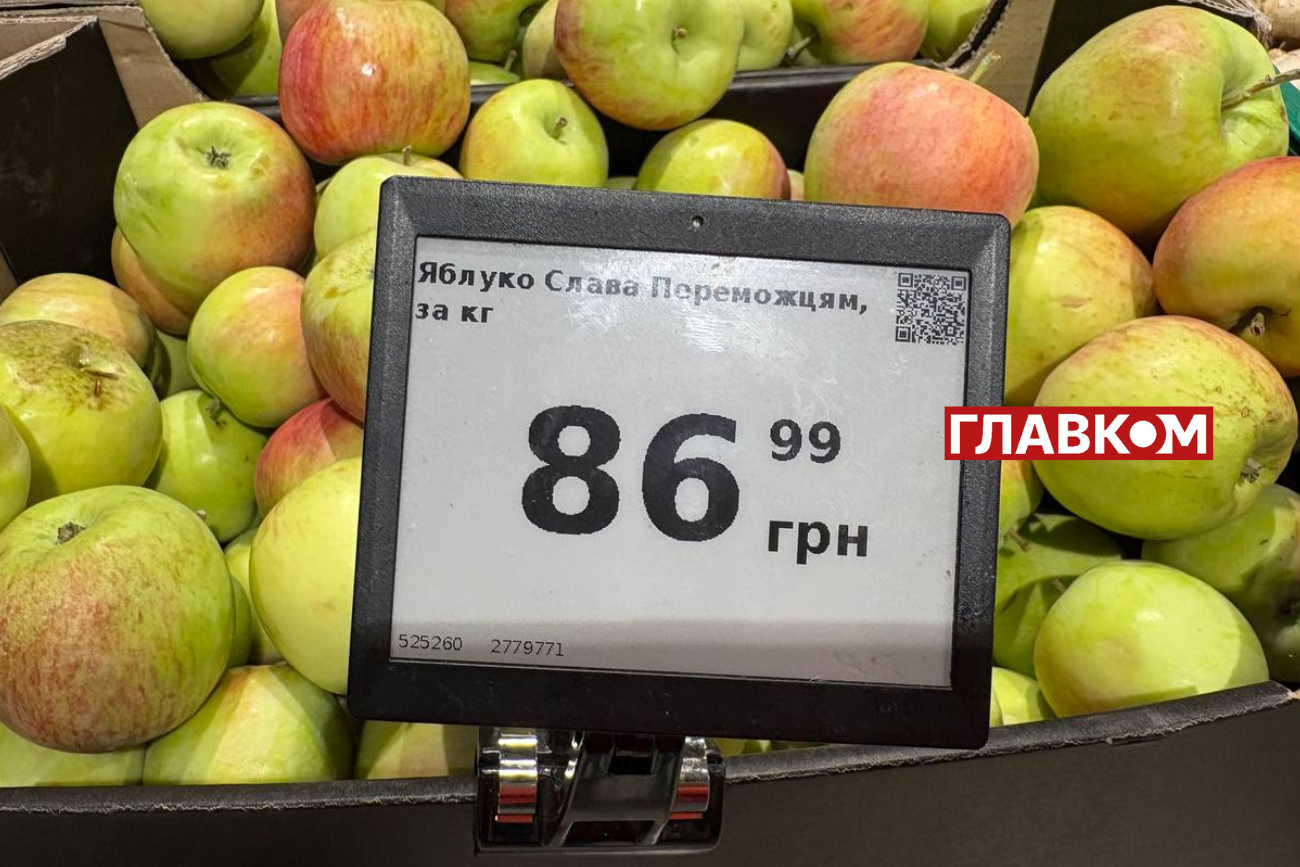 Яблуко Слава Переможцям,
за кг
86 99
грн
ГЛАВКОМ
525260 2779771